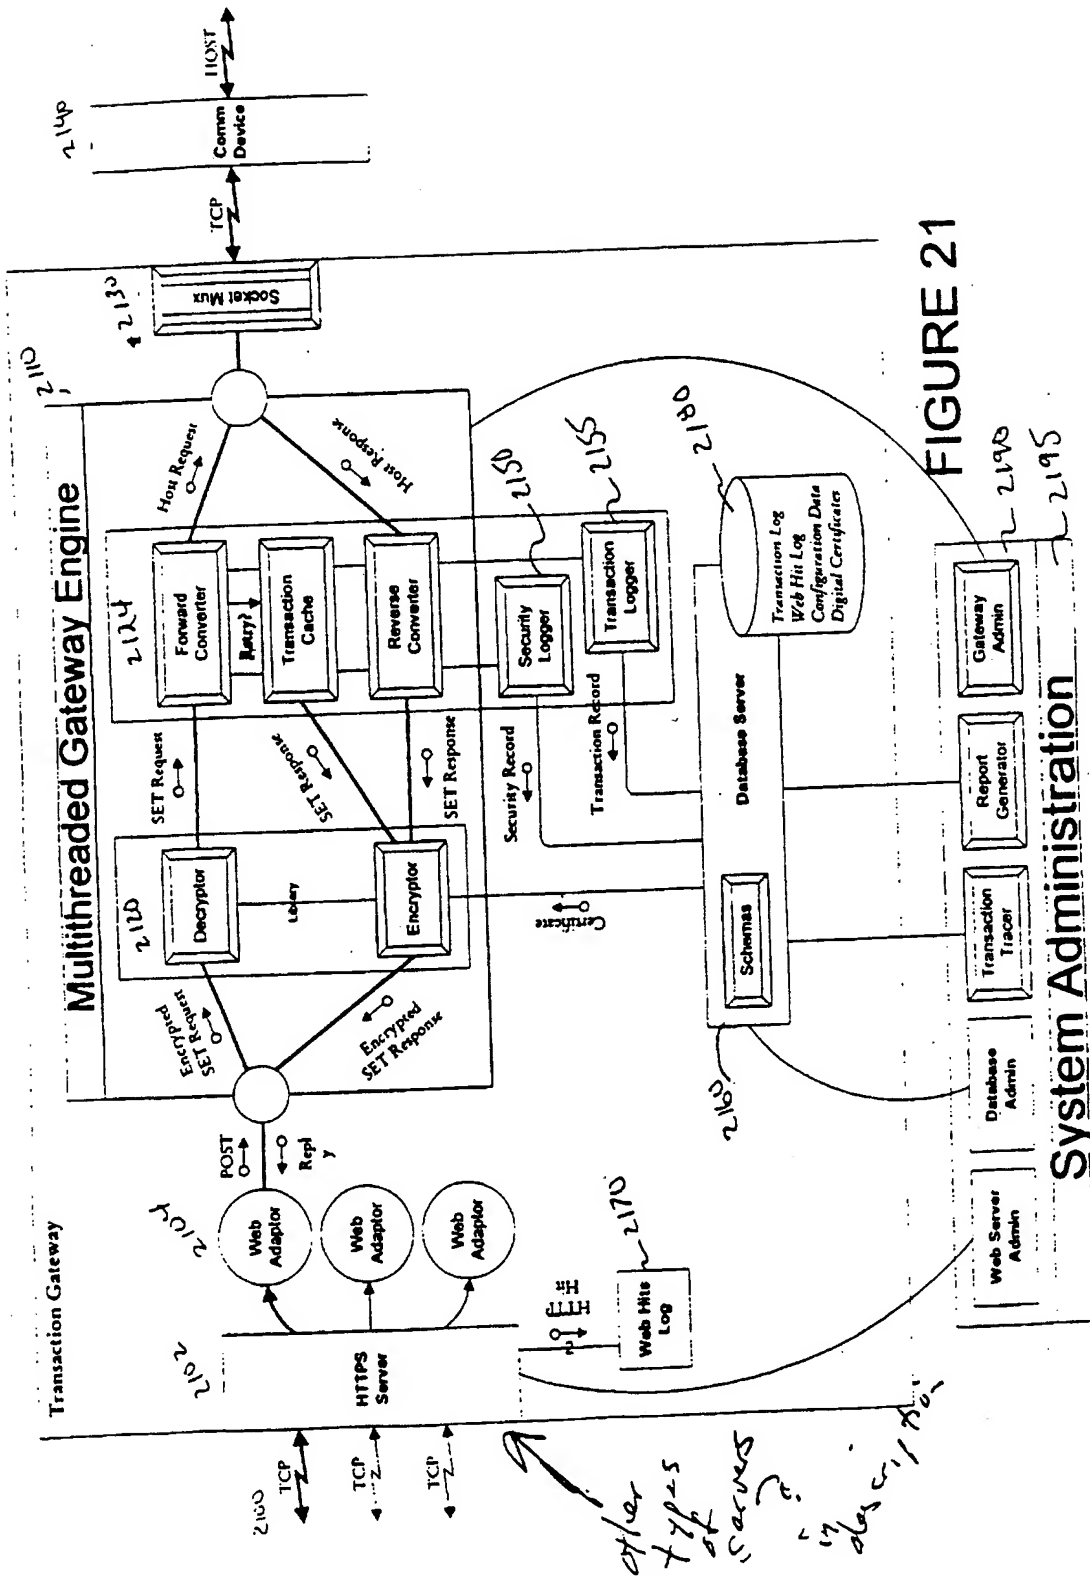 Transaction Gateway
Multithreaded Gateway Engine
2110
2140
2100
TCP
TCP
TCP
2102
HTTPS
Server
2104
Web
Adaptor
Web
Adaptor
Web
Adaptor
POST
Repl
y
Encrypted
SET Request
Encrypted
SET Response
2120
Decryptor
Library
Encryptor
SET Request
SET Response
SET Response
2124
Forward
Converter
Retry?
Transaction
Cache
Reverse
Converter
Host Request
Host Response
2130
Socket Mux
TCP
Comm
Device
HOST
Security
Logger
2150
Transaction
Logger
2155
Certificate
Security Record
Transaction Record
HTTP
Hit
Web Hits
Log
2170
2160
Schemas
Database Server
2180
Transaction Log
Web Hit Log
Configuration Data
Digital Certificates
Web Server
Admin
Database
Admin
Transaction
Tracer
Report
Generator
Gateway
Admin
2190
2195
System Administration
FIGURE 21
other
types
of
servers
?
in
description